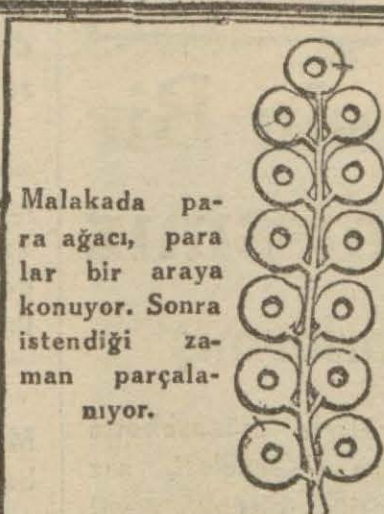 Malakada pa-
ra ağacı, para
lar bir araya
konuyor. Sonra
istendiği za-
man parçala-
nıyor.